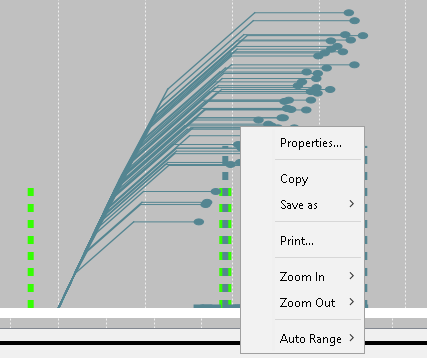 Properties...
Copy
Save as
Print...
Zoom In
Zoom Out
Auto Range